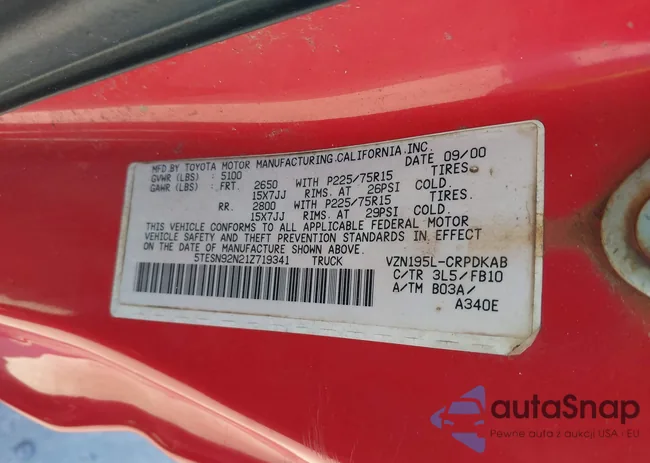 MFD BY TOYOTA MOTOR MANUFACTURING.CALIFORNIA.INC.
GVWR (LBS) : 5100 DATE 09/00
GAWR (LBS) : FRT. 2650 WITH P225/75R15 TIRES.
15X7JJ RIMS. AT 26PSI COLD.
RR. 2800 WITH P225/75R15 TIRES.
15X7JJ RIMS. AT 29PSI COLD.
THIS VEHICLE CONFORMS TO ALL APPLICABLE FEDERAL MOTOR
VEHICLE SAFETY AND THEFT PREVENTION STANDARDS IN EFFECT
ON THE DATE OF MANUFACTURE SHOWN ABOVE.
5TESN92N21Z719341 TRUCK VZN195L-CRPDKAB
C/TR 3L5/FB10
A/TM B03A/
A340E
autoSnap
Pewne auta z aukcji USA - EU